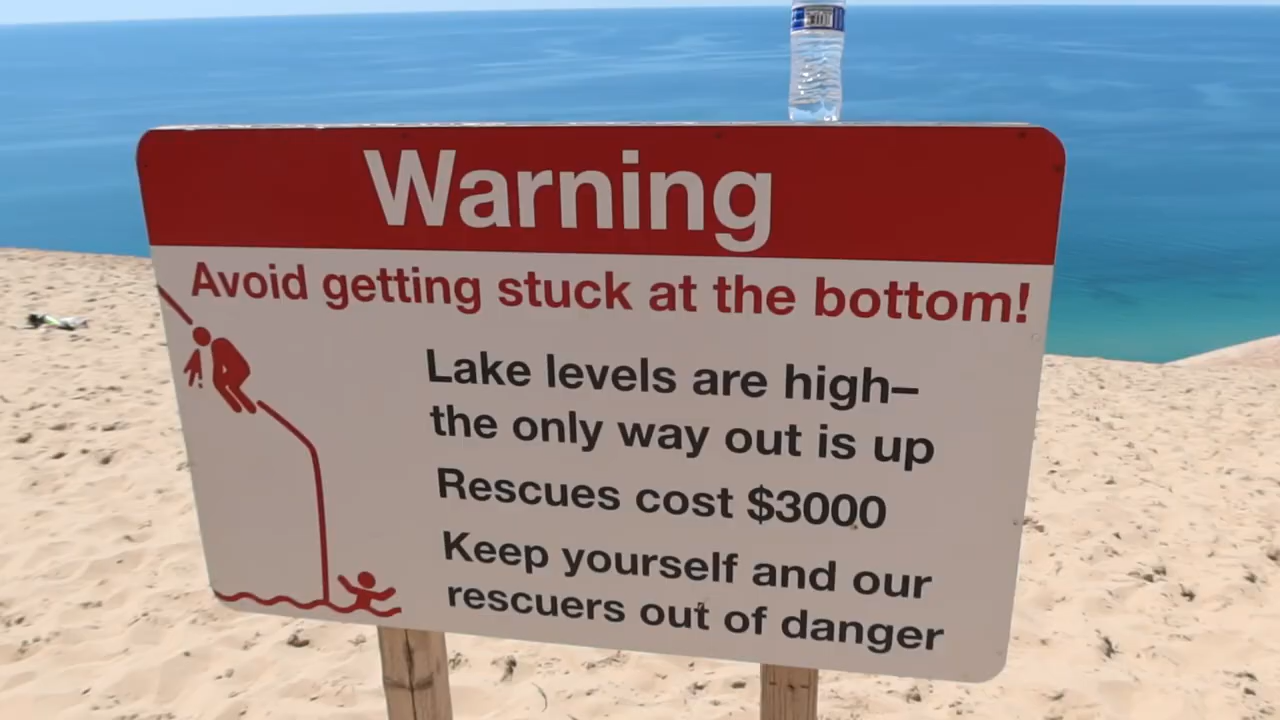 Warning
Avoid getting stuck at the bottom!
Lake levels are high–
the only way out is up
Rescues cost $3000
Keep yourself and our
rescuers out of danger